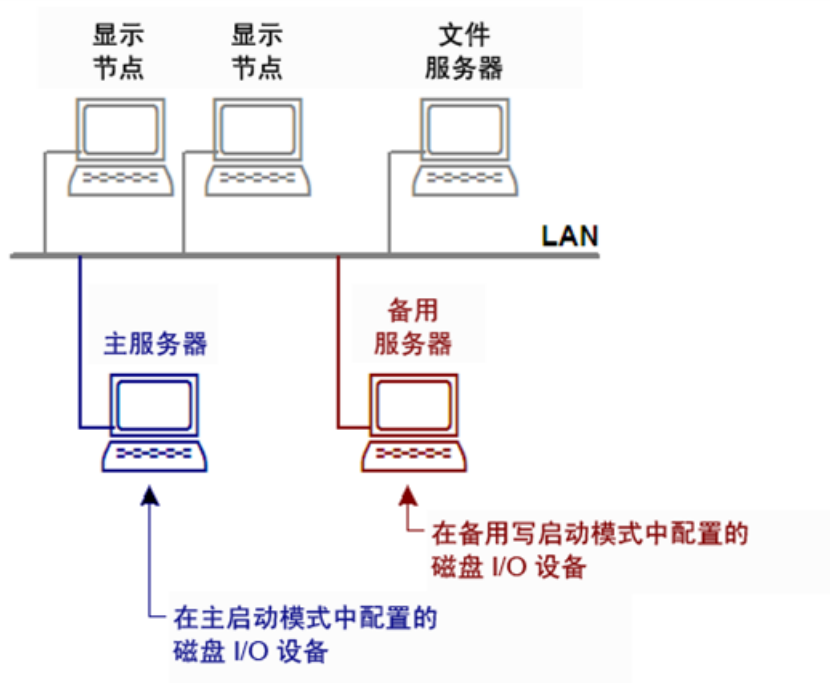 显示
节点
显示
节点
文件
服务器
LAN
主服务器
备用
服务器
在备用写启动模式中配置的
磁盘 I/O 设备
在主启动模式中配置的
磁盘 I/O 设备